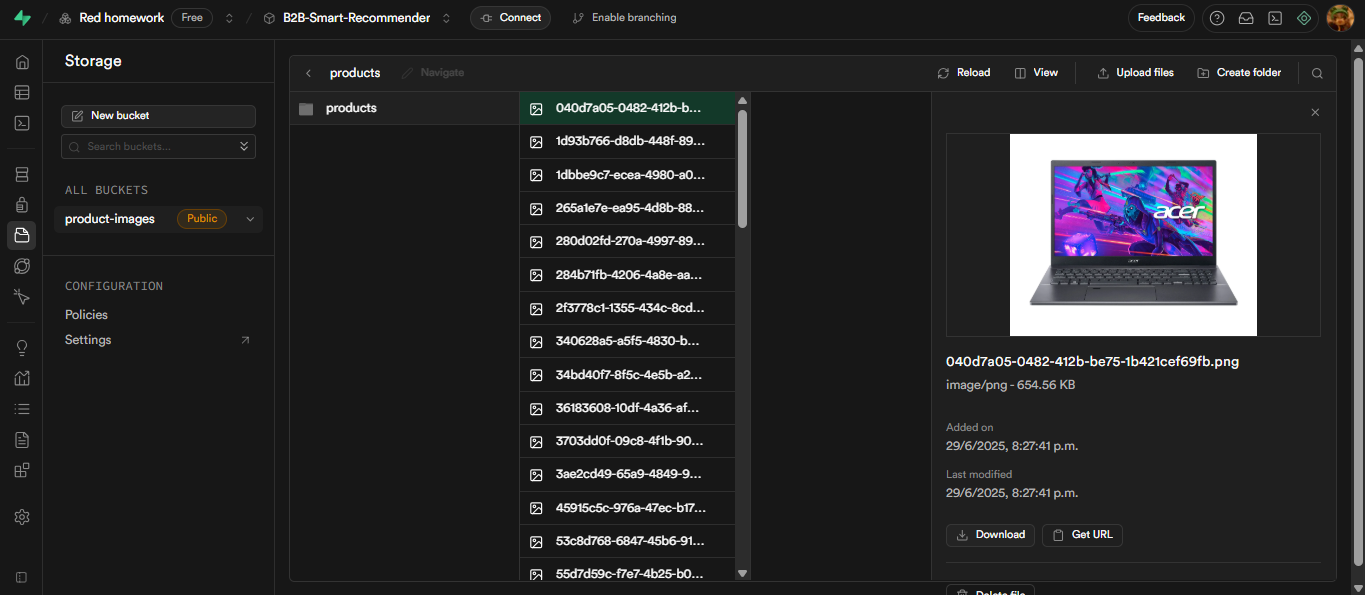 Red homework Free B2B-Smart-Recommender Connect Enable branching Feedback
Storage
New bucket
Search buckets...
ALL BUCKETS
product-images Public
CONFIGURATION
Policies
Settings
products Navigate Reload View Upload files Create folder
products
040d7a05-0482-412b-b...
1d93b766-d8db-448f-89...
1dbbe9c7-ecea-4980-a0...
265a1e7e-ea95-4d8b-88...
280d02fd-270a-4997-89...
284b71fb-4206-4a8e-aa...
2f3778c1-1355-434c-8cd...
340628a5-a5f5-4830-b...
34bd40f7-8f5c-4e5b-a2...
36183608-10df-4a36-af...
3703dd0f-09c8-4f1b-90...
3ae2cd49-65a9-4849-9...
45915c5c-976a-47ec-b17...
53c8d768-6847-45b6-91...
55d7d59c-f7e7-4b25-b0...
acer
acer
040d7a05-0482-412b-be75-1b421cef69fb.png
image/png - 654.56 KB
Added on
29/6/2025, 8:27:41 p.m.
Last modified
29/6/2025, 8:27:41 p.m.
Download Get URL
Delete file